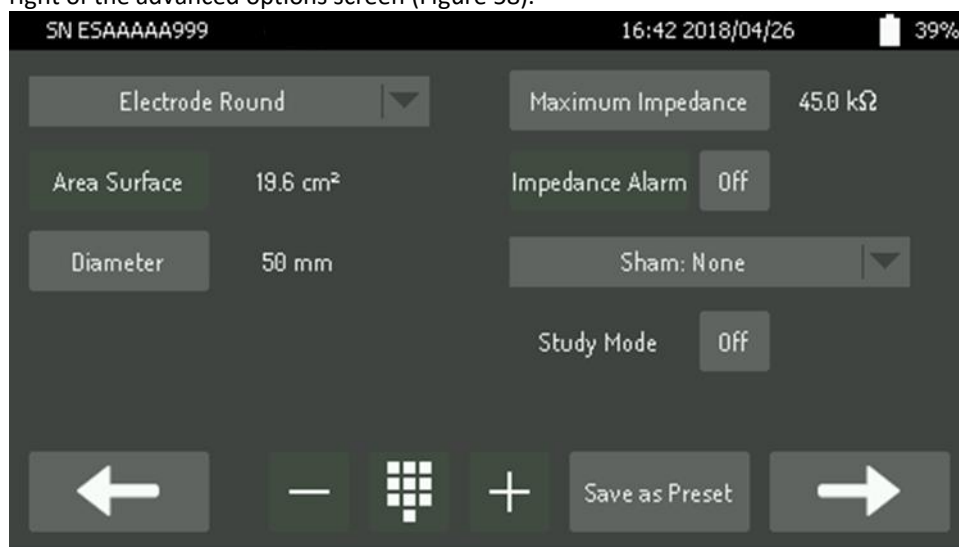 right of the advanced options screen (Figure 38).
SN ESAAAAA999 16:42 2018/04/26 39%
Electrode Round Maximum Impedance 45.0 kΩ
Area Surface 19.6 cm² Impedance Alarm Off
Diameter 50 mm Sham: None
Study Mode Off
Save as Preset